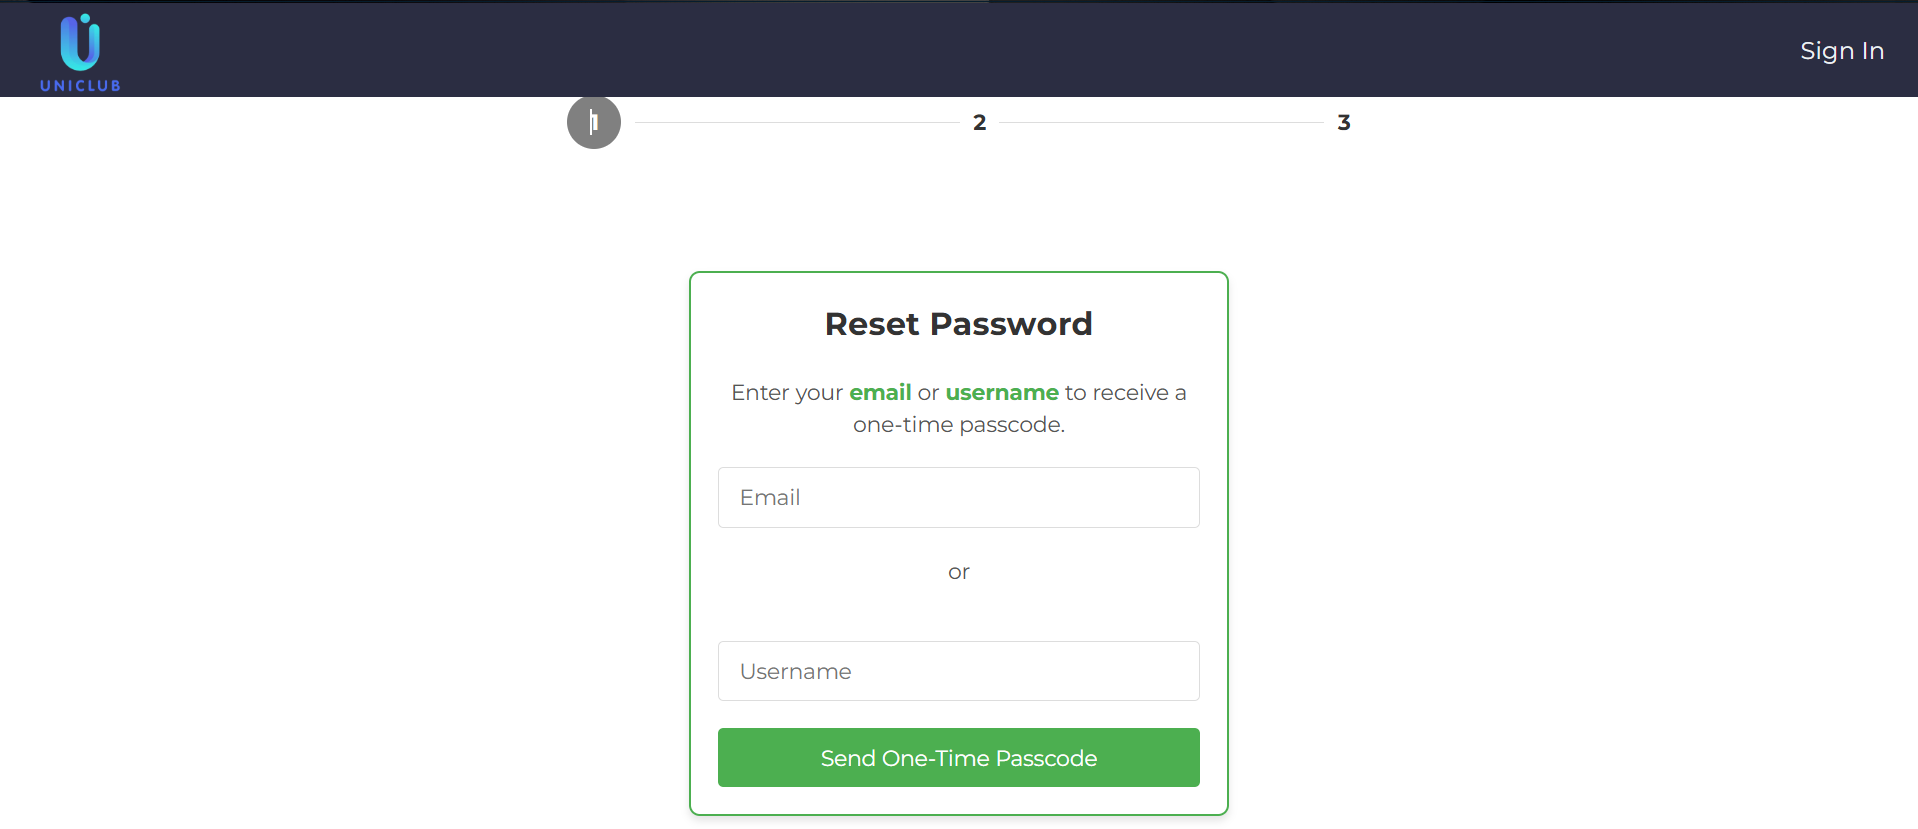 UNICLUB
Sign In
1
2
3
Reset Password
Enter your email or username to receive a
one-time passcode.
Email
or
Username
Send One-Time Passcode